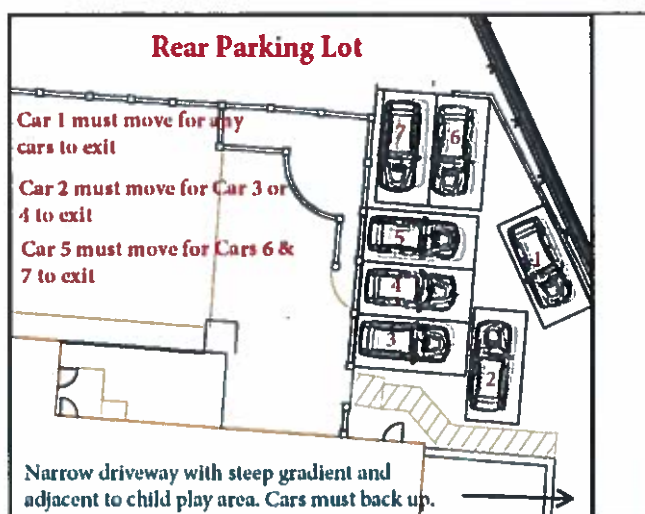 Rear Parking Lot
Car 1 must move for any
cars to exit
Car 2 must move for Car 3 or
4 to exit
Car 5 must move for Cars 6 &
7 to exit
7
6
5
4
3
2
1
Narrow driveway with steep gradient and
adjacent to child play area. Cars must back up.